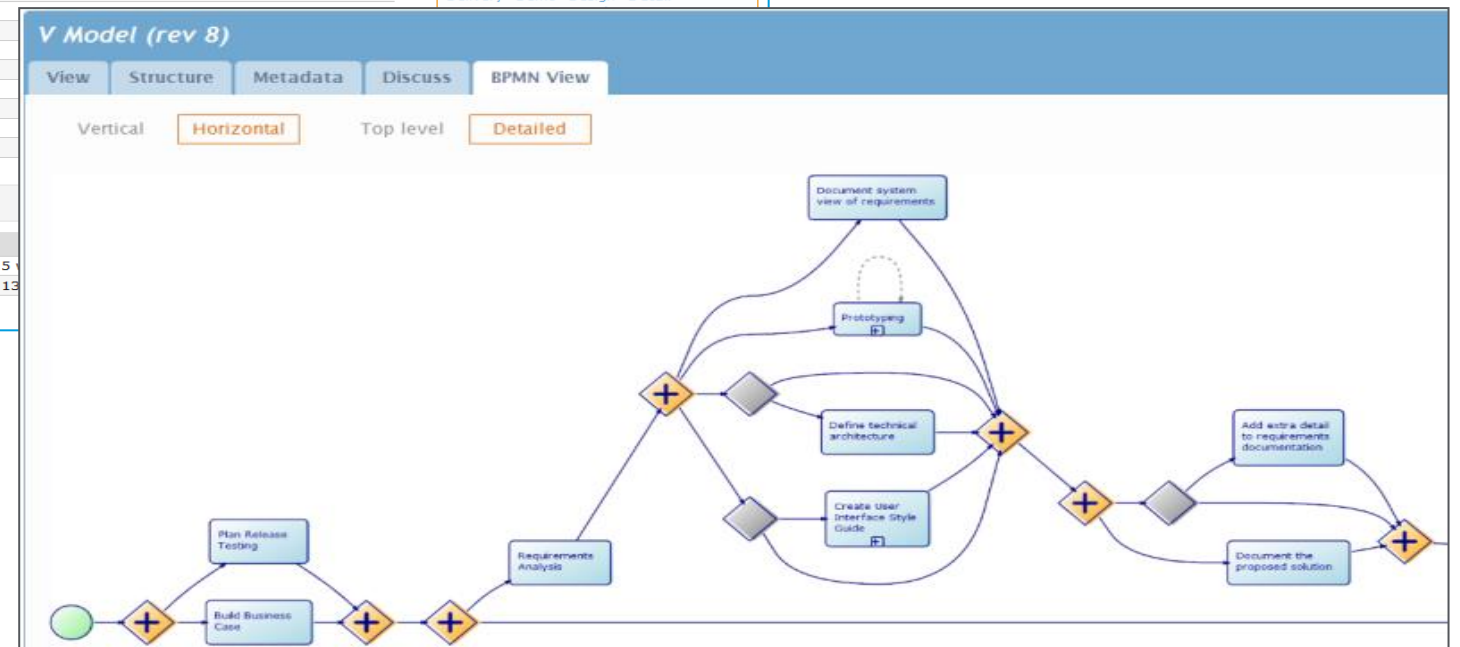 V Model (rev 8)
View Structure Metadata Discuss BPMN View
Vertical Horizontal Top level Detailed
Document system
view of requirements
Prototyping
Define technical
architecture
Create User
Interface Style
Guide
Add extra detail
to requirements
documentation
Document the
proposed solution
Plan Release
Testing
Requirements
Analysis
Build Business
Case
5
13